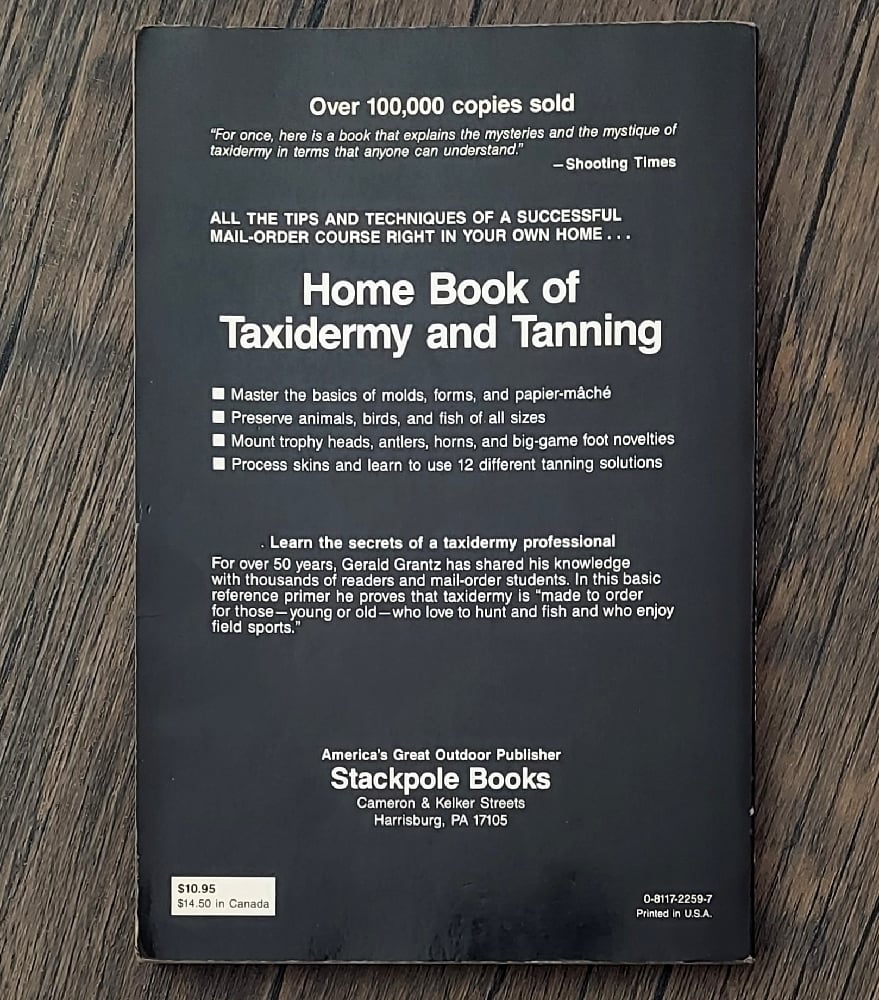 Over 100,000 copies sold
"For once, here is a book that explains the mysteries and the mystique of
taxidermy in terms that anyone can understand."
—Shooting Times
ALL THE TIPS AND TECHNIQUES OF A SUCCESSFUL
MAIL-ORDER COURSE RIGHT IN YOUR OWN HOME . . .
Home Book of
Taxidermy and Tanning
■ Master the basics of molds, forms, and papier-mâché
■ Preserve animals, birds, and fish of all sizes
■ Mount trophy heads, antlers, horns, and big-game foot novelties
■ Process skins and learn to use 12 different tanning solutions
Learn the secrets of a taxidermy professional
For over 50 years, Gerald Grantz has shared his knowledge
with thousands of readers and mail-order students. In this basic
reference primer he proves that taxidermy is "made to order
for those—young or old—who love to hunt and fish and who enjoy
field sports."
America's Great Outdoor Publisher
Stackpole Books
Cameron & Kelker Streets
Harrisburg, PA 17105
$10.95
$14.50 in Canada
0-8117-2259-7
Printed in U.S.A.